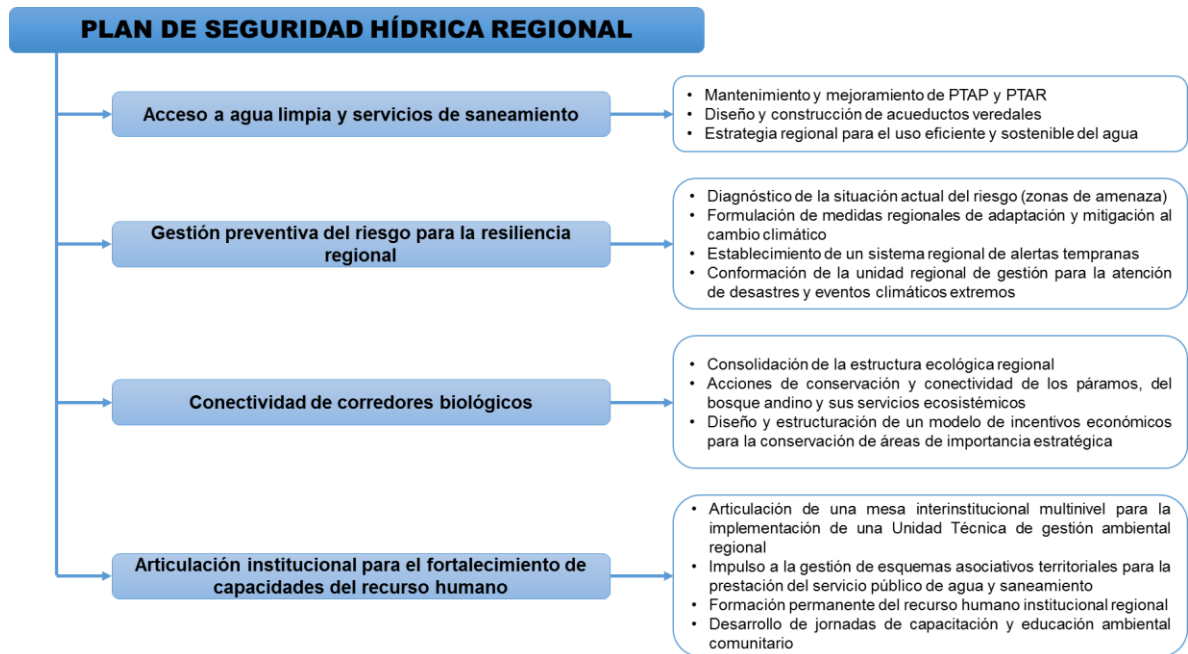 PLAN DE SEGURIDAD HÍDRICA REGIONAL
Acceso a agua limpia y servicios de saneamiento
• Mantenimiento y mejoramiento de PTAP y PTAR
• Diseño y construcción de acueductos veredales
• Estrategia regional para el uso eficiente y sostenible del agua
Gestión preventiva del riesgo para la resiliencia
regional
• Diagnóstico de la situación actual del riesgo (zonas de amenaza)
• Formulación de medidas regionales de adaptación y mitigación al
cambio climático
• Establecimiento de un sistema regional de alertas tempranas
• Conformación de la unidad regional de gestión para la atención
de desastres y eventos climáticos extremos
Conectividad de corredores biológicos
• Consolidación de la estructura ecológica regional
• Acciones de conservación y conectividad de los páramos, del
bosque andino y sus servicios ecosistémicos
• Diseño y estructuración de un modelo de incentivos económicos
para la conservación de áreas de importancia estratégica
Articulación institucional para el fortalecimiento de
capacidades del recurso humano
• Articulación de una mesa interinstitucional multinivel para la
implementación de una Unidad Técnica de gestión ambiental
regional
• Impulso a la gestión de esquemas asociativos territoriales para la
prestación del servicio público de agua y saneamiento
• Formación permanente del recurso humano institucional regional
• Desarrollo de jornadas de capacitación y educación ambiental
comunitario